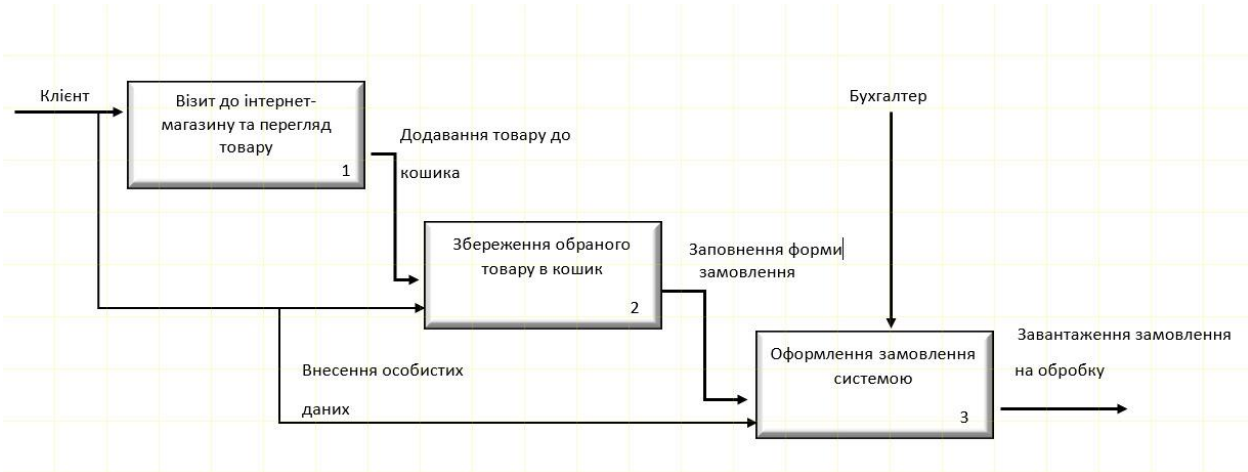 Клієнт
Візит до інтернет-
магазину та перегляд
товару
1
Бухгалтер
Додавання товару до
кошика
Збереження обраного
товару в кошик
2
Заповнення форми
замовлення
Оформлення замовлення
системою
3
Завантаження замовлення
на обробку
Внесення особистих
даних